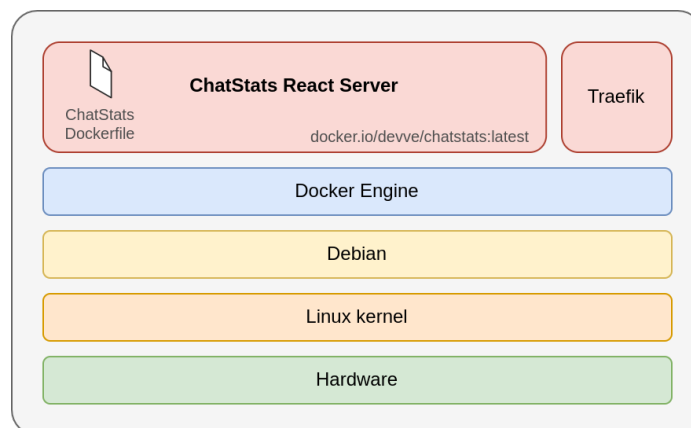 ChatStats React Server
ChatStats
Dockerfile
docker.io/devve/chatstats:latest
Traefik
Docker Engine
Debian
Linux kernel
Hardware